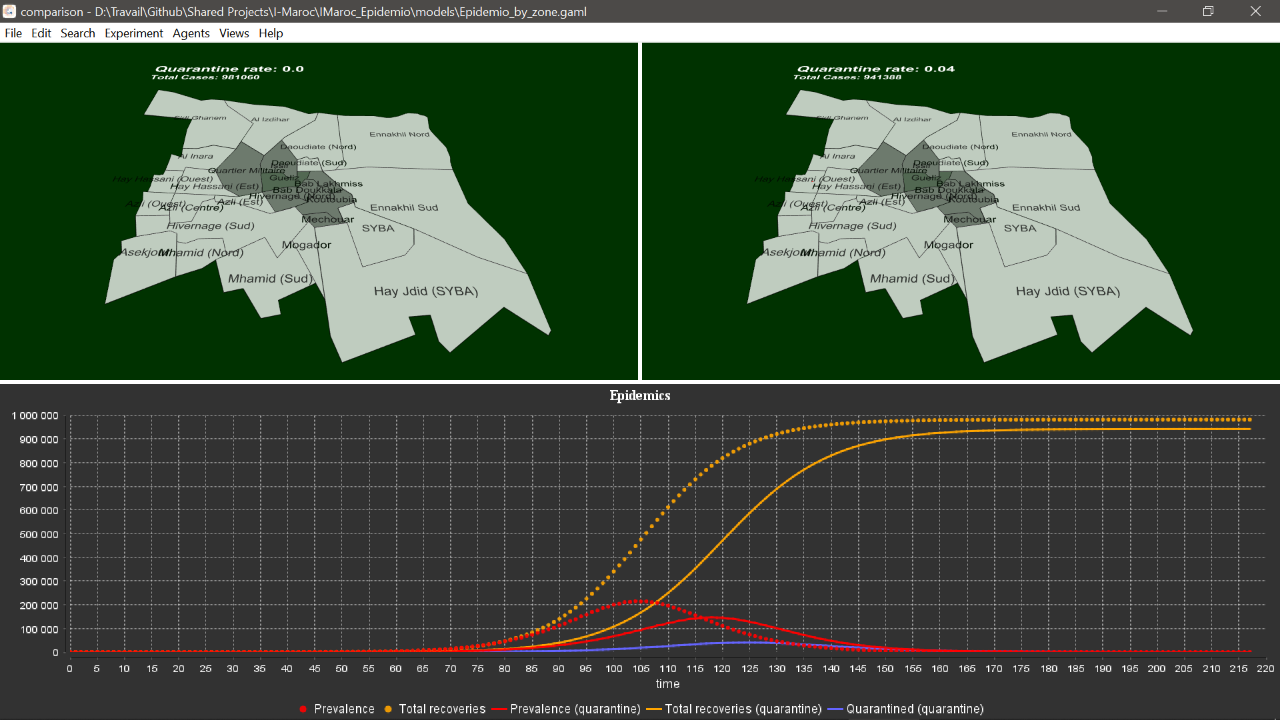 comparison - D:\Travail\Github\Shared Projects\I-Maroc\IMaroc_Epidemio\models\Epidemio_by_zone.gaml
File Edit Search Experiment Agents Views Help
Quarantine rate: 0.0
Total Cases: 981060
Sidi Ghanem
Al Izdihar
Ennakhil Nord
Daoudiate (Nord)
Al Inara
Daoudiate (Sud)
Quartier Militaire
Gueliz
Hay Hassani (Ouest)
Hay Hassani (Est)
Bab Lakhmiss
Bab Doukkala
Hivernage (Nord)
Koutoubia
Azli (Ouest)
Azli (Centre)
Azli (Est)
Ennakhil Sud
Mechouar
Hivernage (Sud)
SYBA
Mogador
Asekjour
Mhamid (Nord)
Mhamid (Sud)
Hay Jdid (SYBA)
Quarantine rate: 0.04
Total Cases: 941388
Sidi Ghanem
Al Izdihar
Ennakhil Nord
Daoudiate (Nord)
Al Inara
Daoudiate (Sud)
Quartier Militaire
Gueliz
Hay Hassani (Ouest)
Hay Hassani (Est)
Bab Lakhmiss
Bab Doukkala
Hivernage (Nord)
Koutoubia
Azli (Ouest)
Azli (Centre)
Azli (Est)
Ennakhil Sud
Mechouar
Hivernage (Sud)
SYBA
Mogador
Mhamid (Nord)
Mhamid (Sud)
Hay Jdid (SYBA)
Epidemics
1 000 000
900 000
800 000
700 000
600 000
500 000
400 000
300 000
200 000
100 000
0
0 5 10 15 20 25 30 35 40 45 50 55 60 65 70 75 80 85 90 95 100 105 110 115 120 125 130 135 140 145 150 155 160 165 170 175 180 185 190 195 200 205 210 215 220
time
Prevalence Total recoveries Prevalence (quarantine) Total recoveries (quarantine) Quarantined (quarantine)